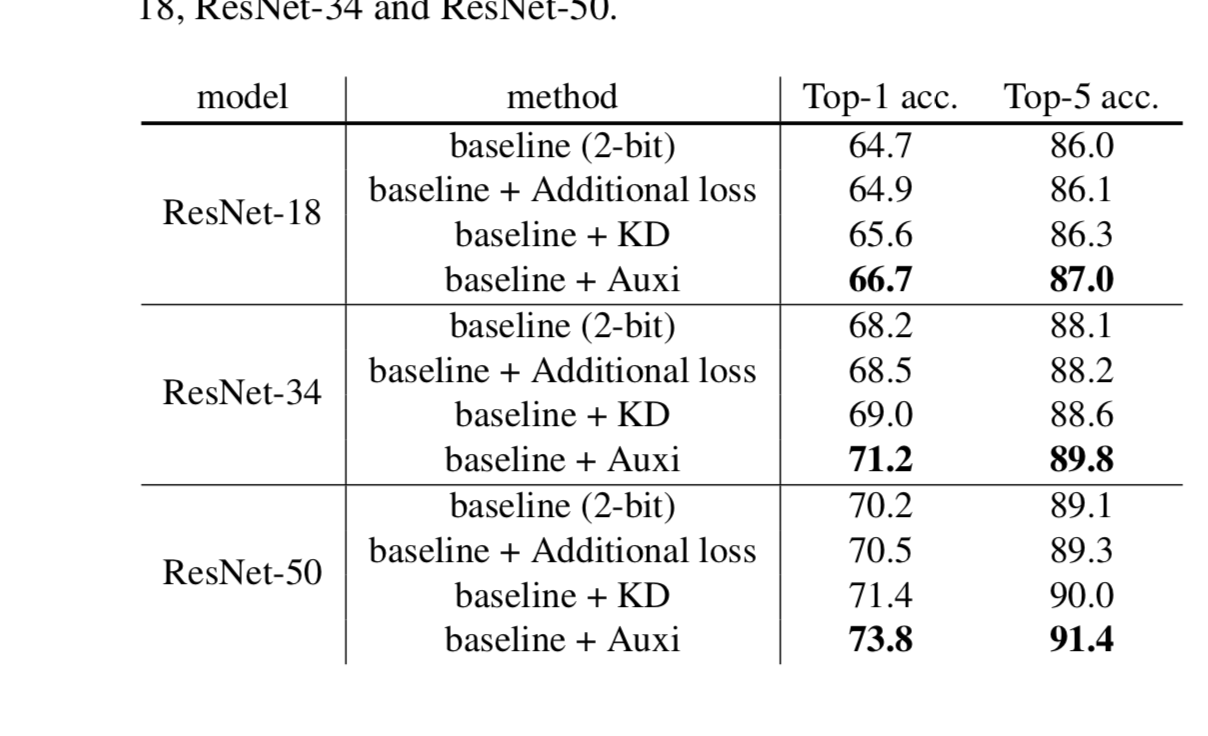 18, ResNet-34 and ResNet-50.
model method Top-1 acc. Top-5 acc.
baseline (2-bit) 64.7 86.0
baseline + Additional loss 64.9 86.1
ResNet-18
baseline + KD 65.6 86.3
baseline + Auxi 66.7 87.0
baseline (2-bit) 68.2 88.1
baseline + Additional loss 68.5 88.2
ResNet-34
baseline + KD 69.0 88.6
baseline + Auxi 71.2 89.8
baseline (2-bit) 70.2 89.1
baseline + Additional loss 70.5 89.3
ResNet-50
baseline + KD 71.4 90.0
baseline + Auxi 73.8 91.4